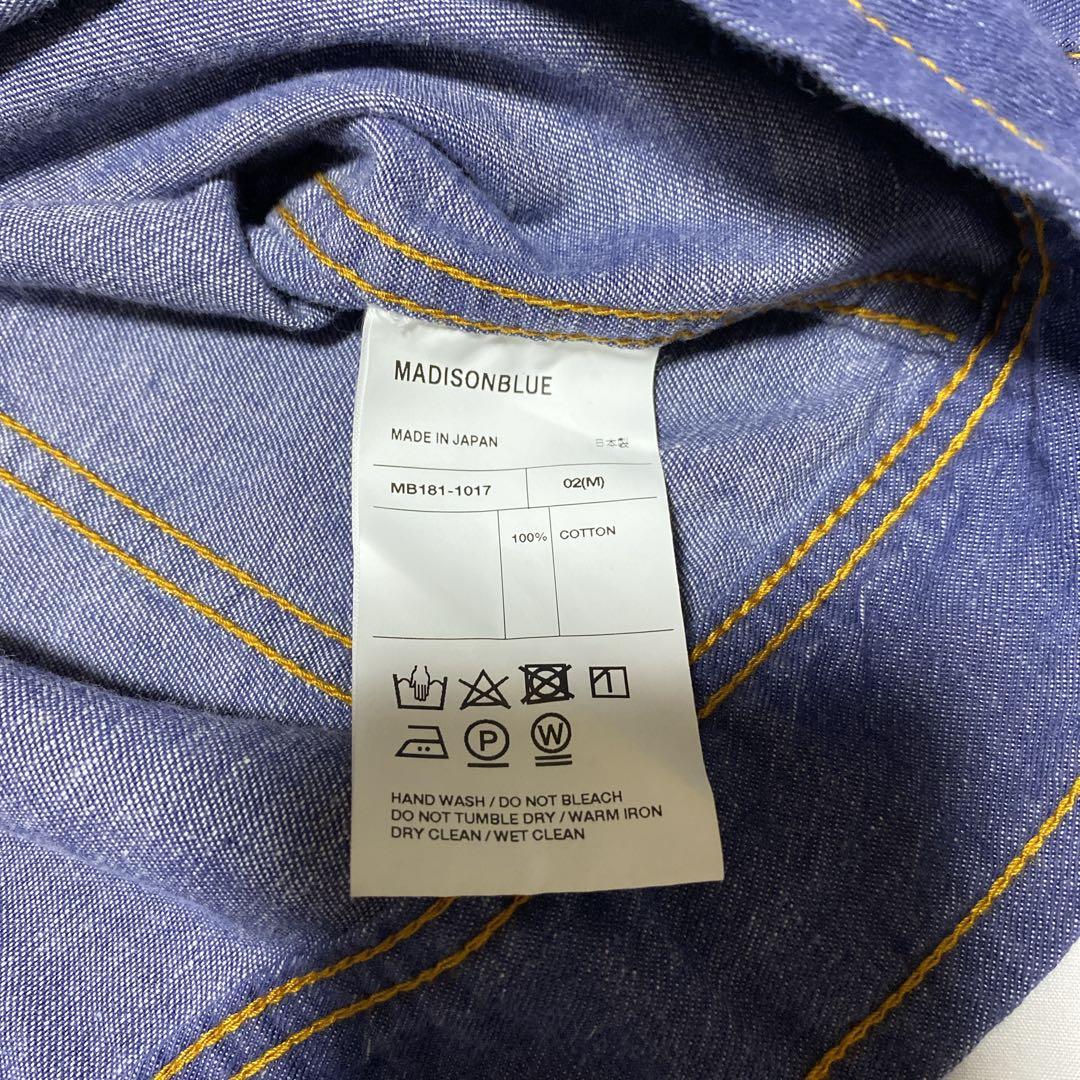 MADISONBLUE
MADE IN JAPAN 日本製
MB181-1017 02(M)
100% COTTON
P W
HAND WASH / DO NOT BLEACH
DO NOT TUMBLE DRY / WARM IRON
DRY CLEAN / WET CLEAN